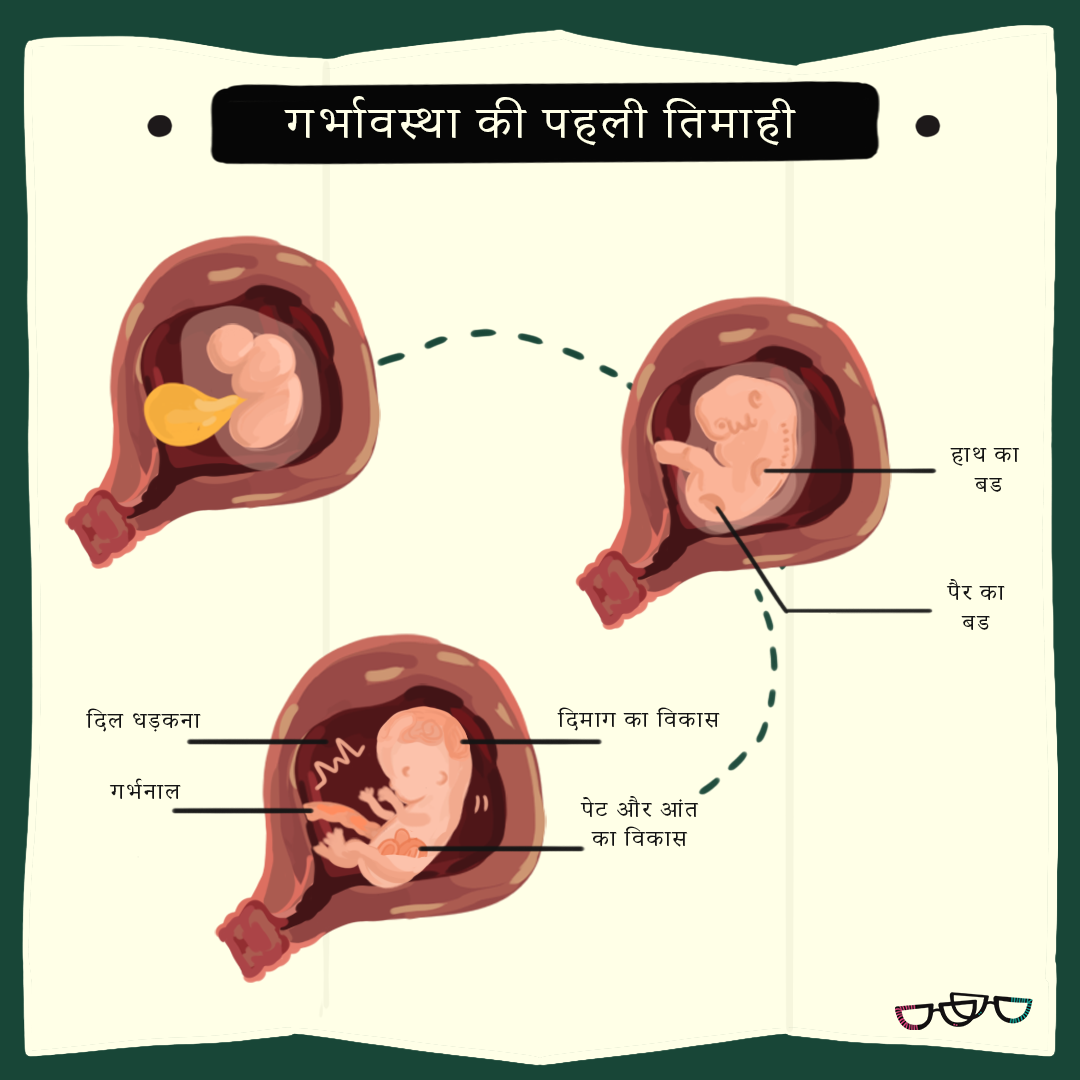 गर्भावस्था की पहली तिमाही
हाथ का
बड
पैर का
बड
दिल धड़कना
दिमाग का विकास
गर्भनाल
पेट और आंत
का विकास